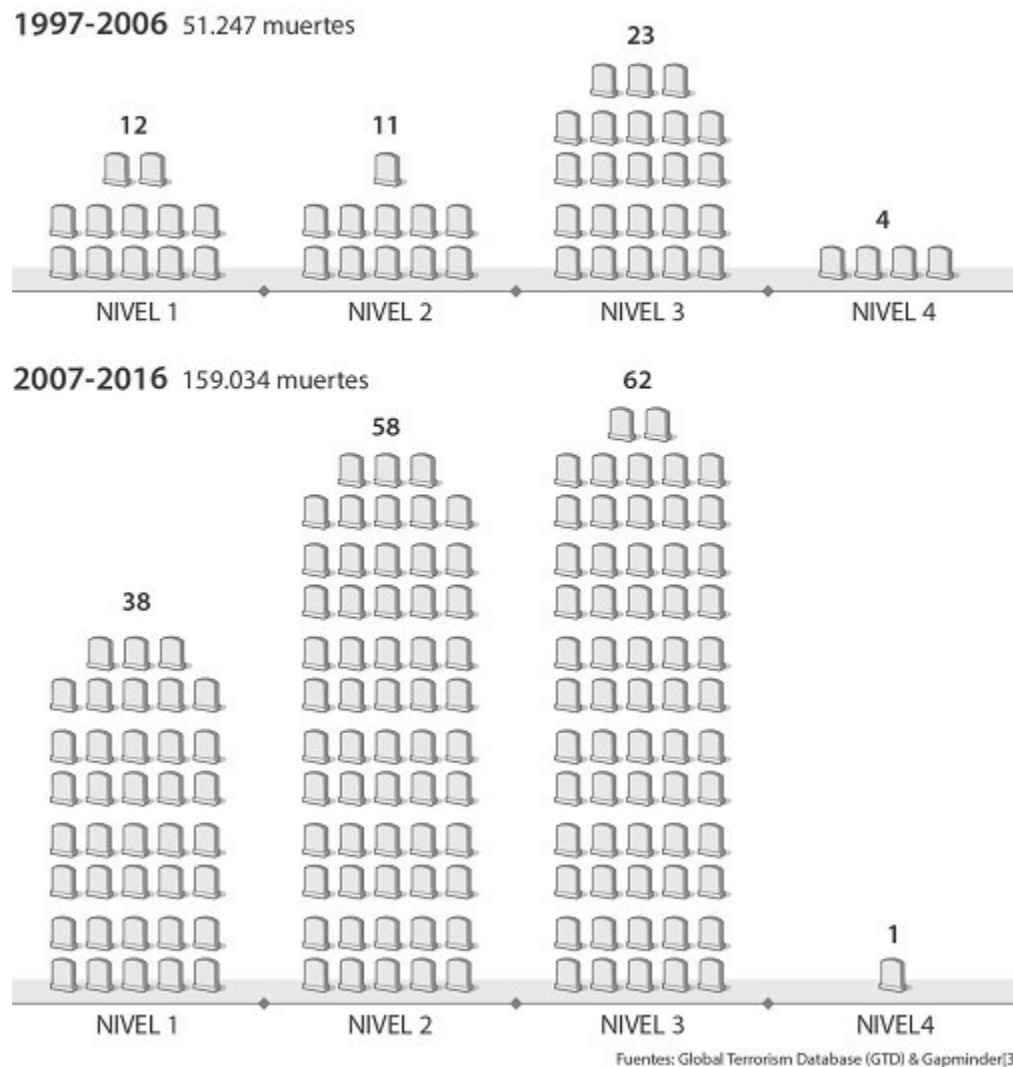 1997-2006 51.247 muertes
12
11
23
4
NIVEL 1
NIVEL 2
NIVEL 3
NIVEL 4
2007-2016 159.034 muertes
38
58
62
1
NIVEL 1
NIVEL 2
NIVEL 3
NIVEL4
Fuentes: Global Terrorism Database (GTD) & Gapminder[3